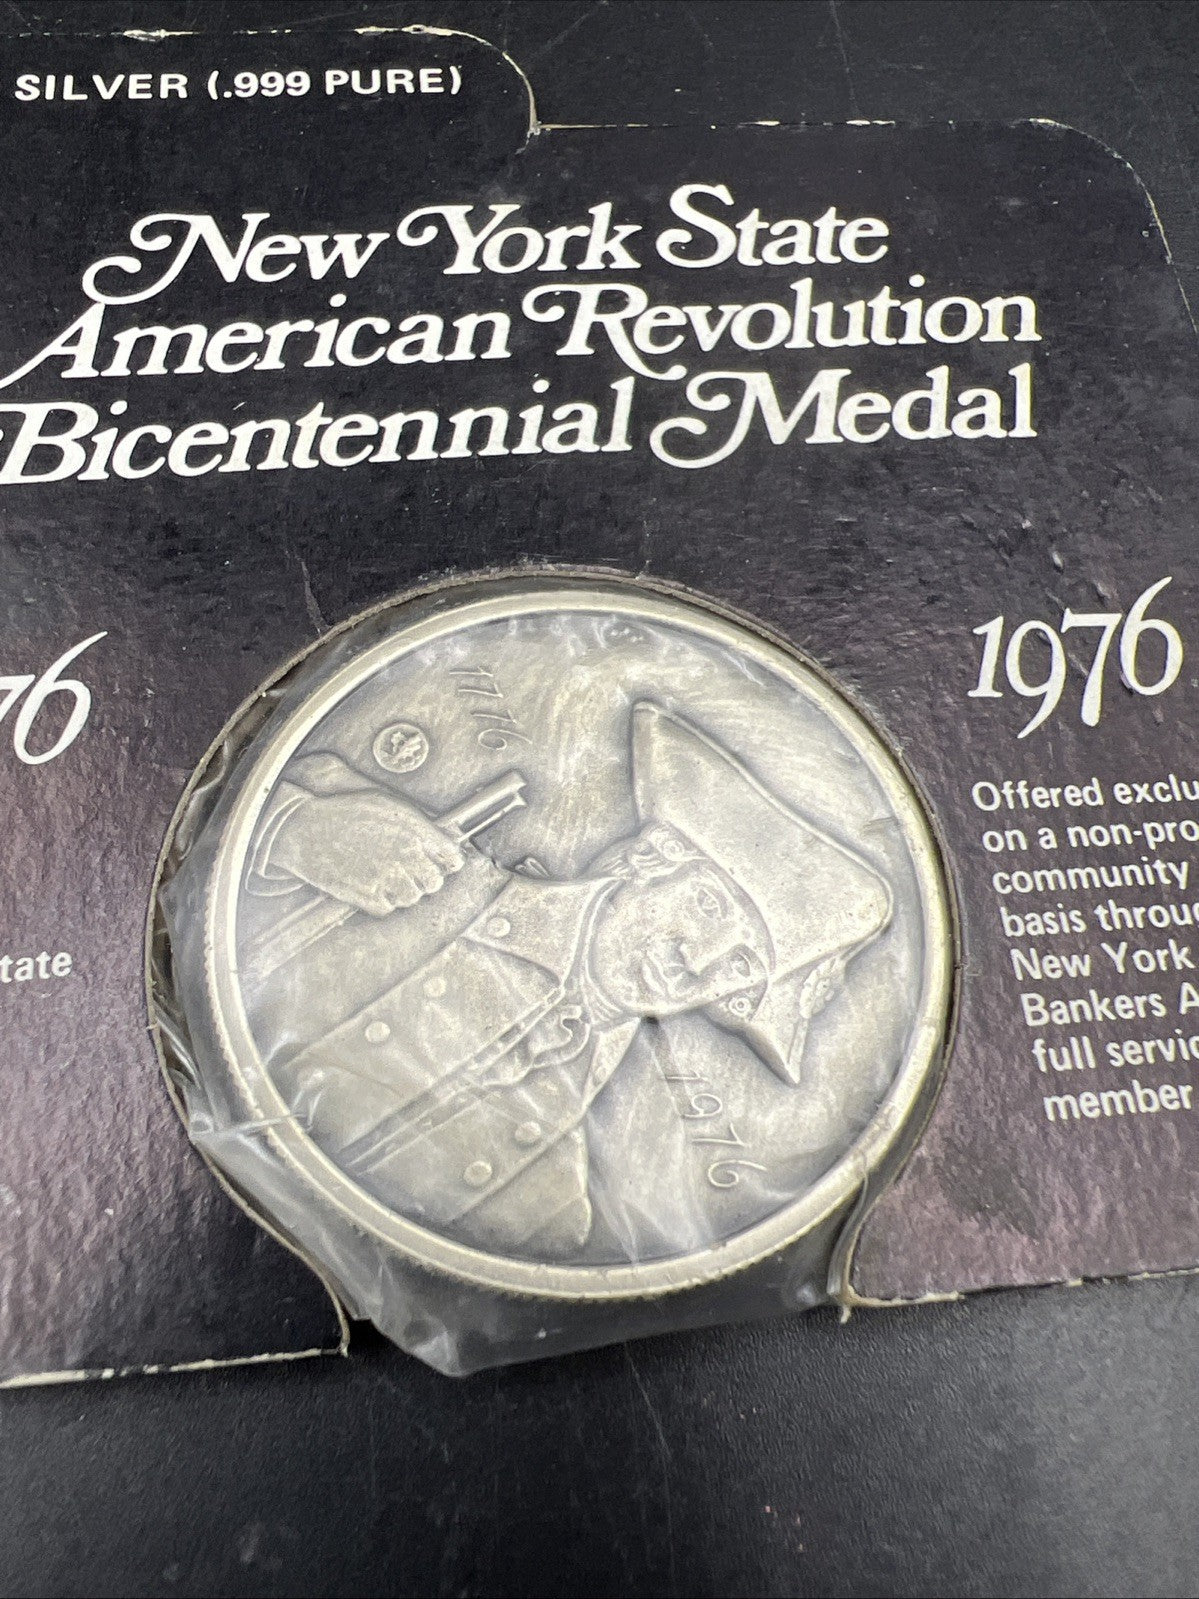 SILVER (.999 PURE)
New York State
American Revolution
Bicentennial Medal
76
1976
tate
Offered exclu
on a non-pro
community
basis throug
New York
Bankers A
full servic
member
1776
1976